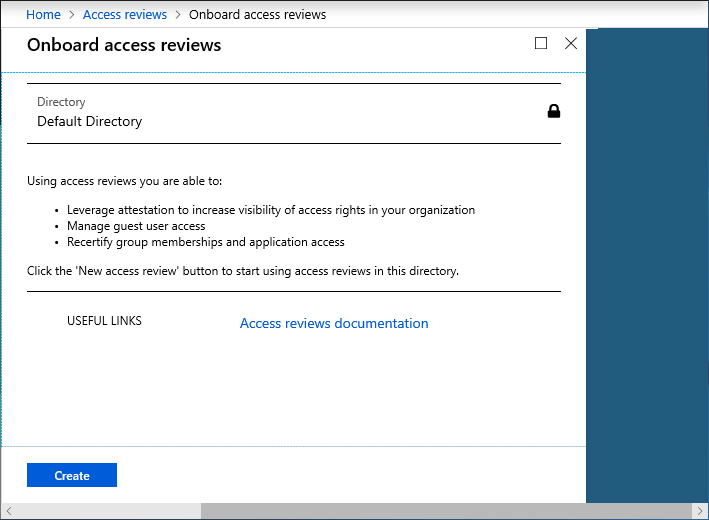 Home > Access reviews > Onboard access reviews
Onboard access reviews
Directory
Default Directory
Using access reviews you are able to:
• Leverage attestation to increase visibility of access rights in your organization
• Manage guest user access
• Recertify group memberships and application access
Click the 'New access review' button to start using access reviews in this directory.
USEFUL LINKS Access reviews documentation
Create